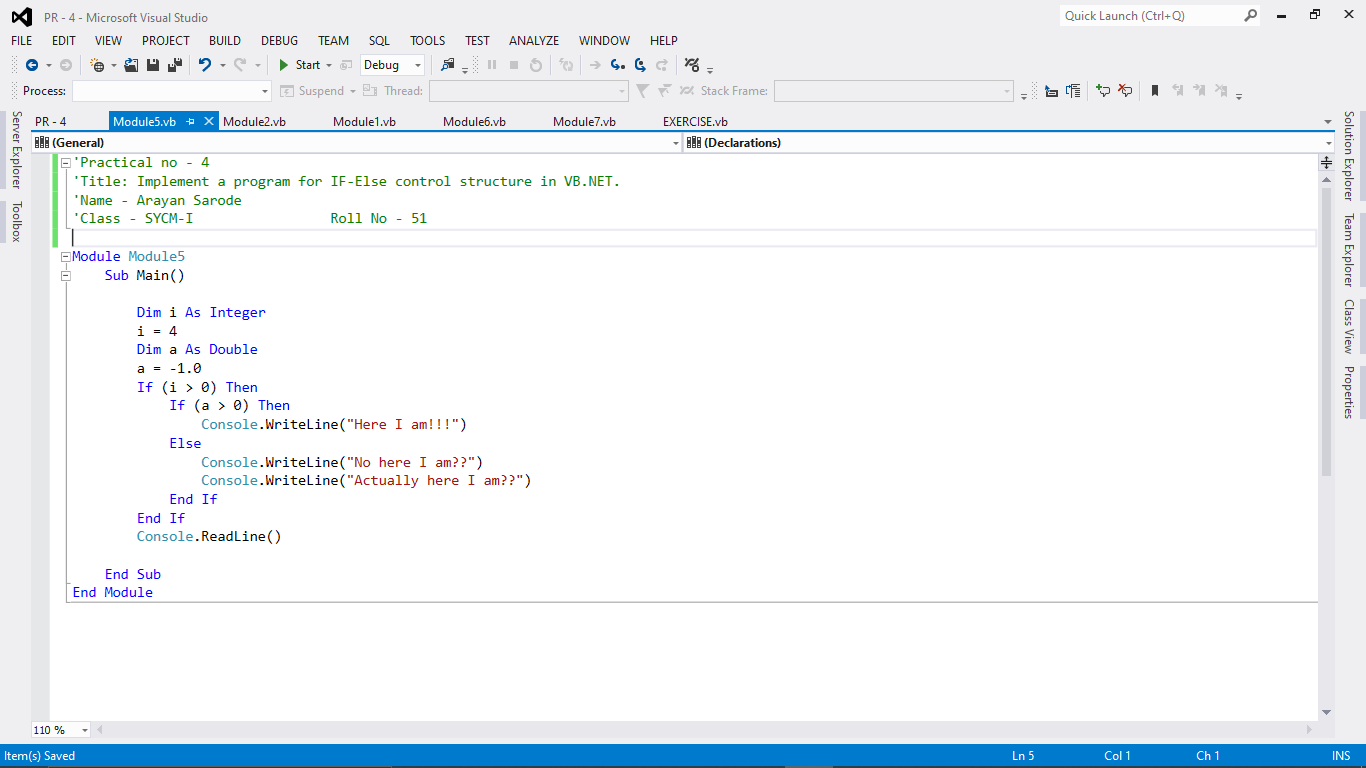 PR - 4 - Microsoft Visual Studio
Quick Launch (Ctrl+Q)
FILE EDIT VIEW PROJECT BUILD DEBUG TEAM SQL TOOLS TEST ANALYZE WINDOW HELP
Start Debug
Process: Suspend Thread: Stack Frame:
PR - 4 Module5.vb Module2.vb Module1.vb Module6.vb Module7.vb EXERCISE.vb
(General) (Declarations)
Server Explorer
Toolbox
'Practical no - 4
'Title: Implement a program for IF-Else control structure in VB.NET.
'Name - Arayan Sarode
'Class - SYCM-I                 Roll No - 51
Module Module5
    Sub Main()
        Dim i As Integer
        i = 4
        Dim a As Double
        a = -1.0
        If (i > 0) Then
            If (a > 0) Then
                Console.WriteLine("Here I am!!!")
            Else
                Console.WriteLine("No here I am??")
                Console.WriteLine("Actually here I am??")
            End If
        End If
        Console.ReadLine()
    End Sub
End Module
Solution Explorer
Team Explorer
Class View
Properties
110 %
Item(s) Saved Ln 5 Col 1 Ch 1 INS